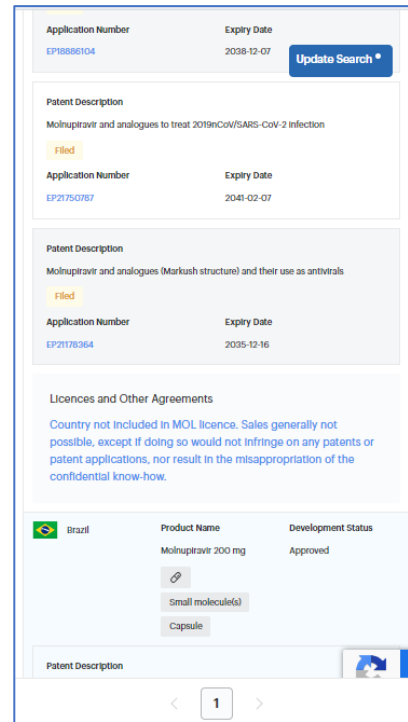 Application Number Expiry Date
EP18886104 2038-12-07
Update Search
Patent Description
Molnupiravir and analogues to treat 2019nCoV/SARS-CoV-2 infection
Filed
Application Number Expiry Date
EP21750787 2041-02-07
Patent Description
Molnupiravir and analogues (Markush structure) and their use as antivirals
Filed
Application Number Expiry Date
EP21178364 2035-12-16
Licences and Other Agreements
Country not included in MOL licence. Sales generally not
possible, except if doing so would not infringe on any patents or
patent applications, nor result in the misappropriation of the
confidential know-how.
Brazil Product Name Development Status
Molnupiravir 200 mg Approved
Small molecule(s)
Capsule
Patent Description
1